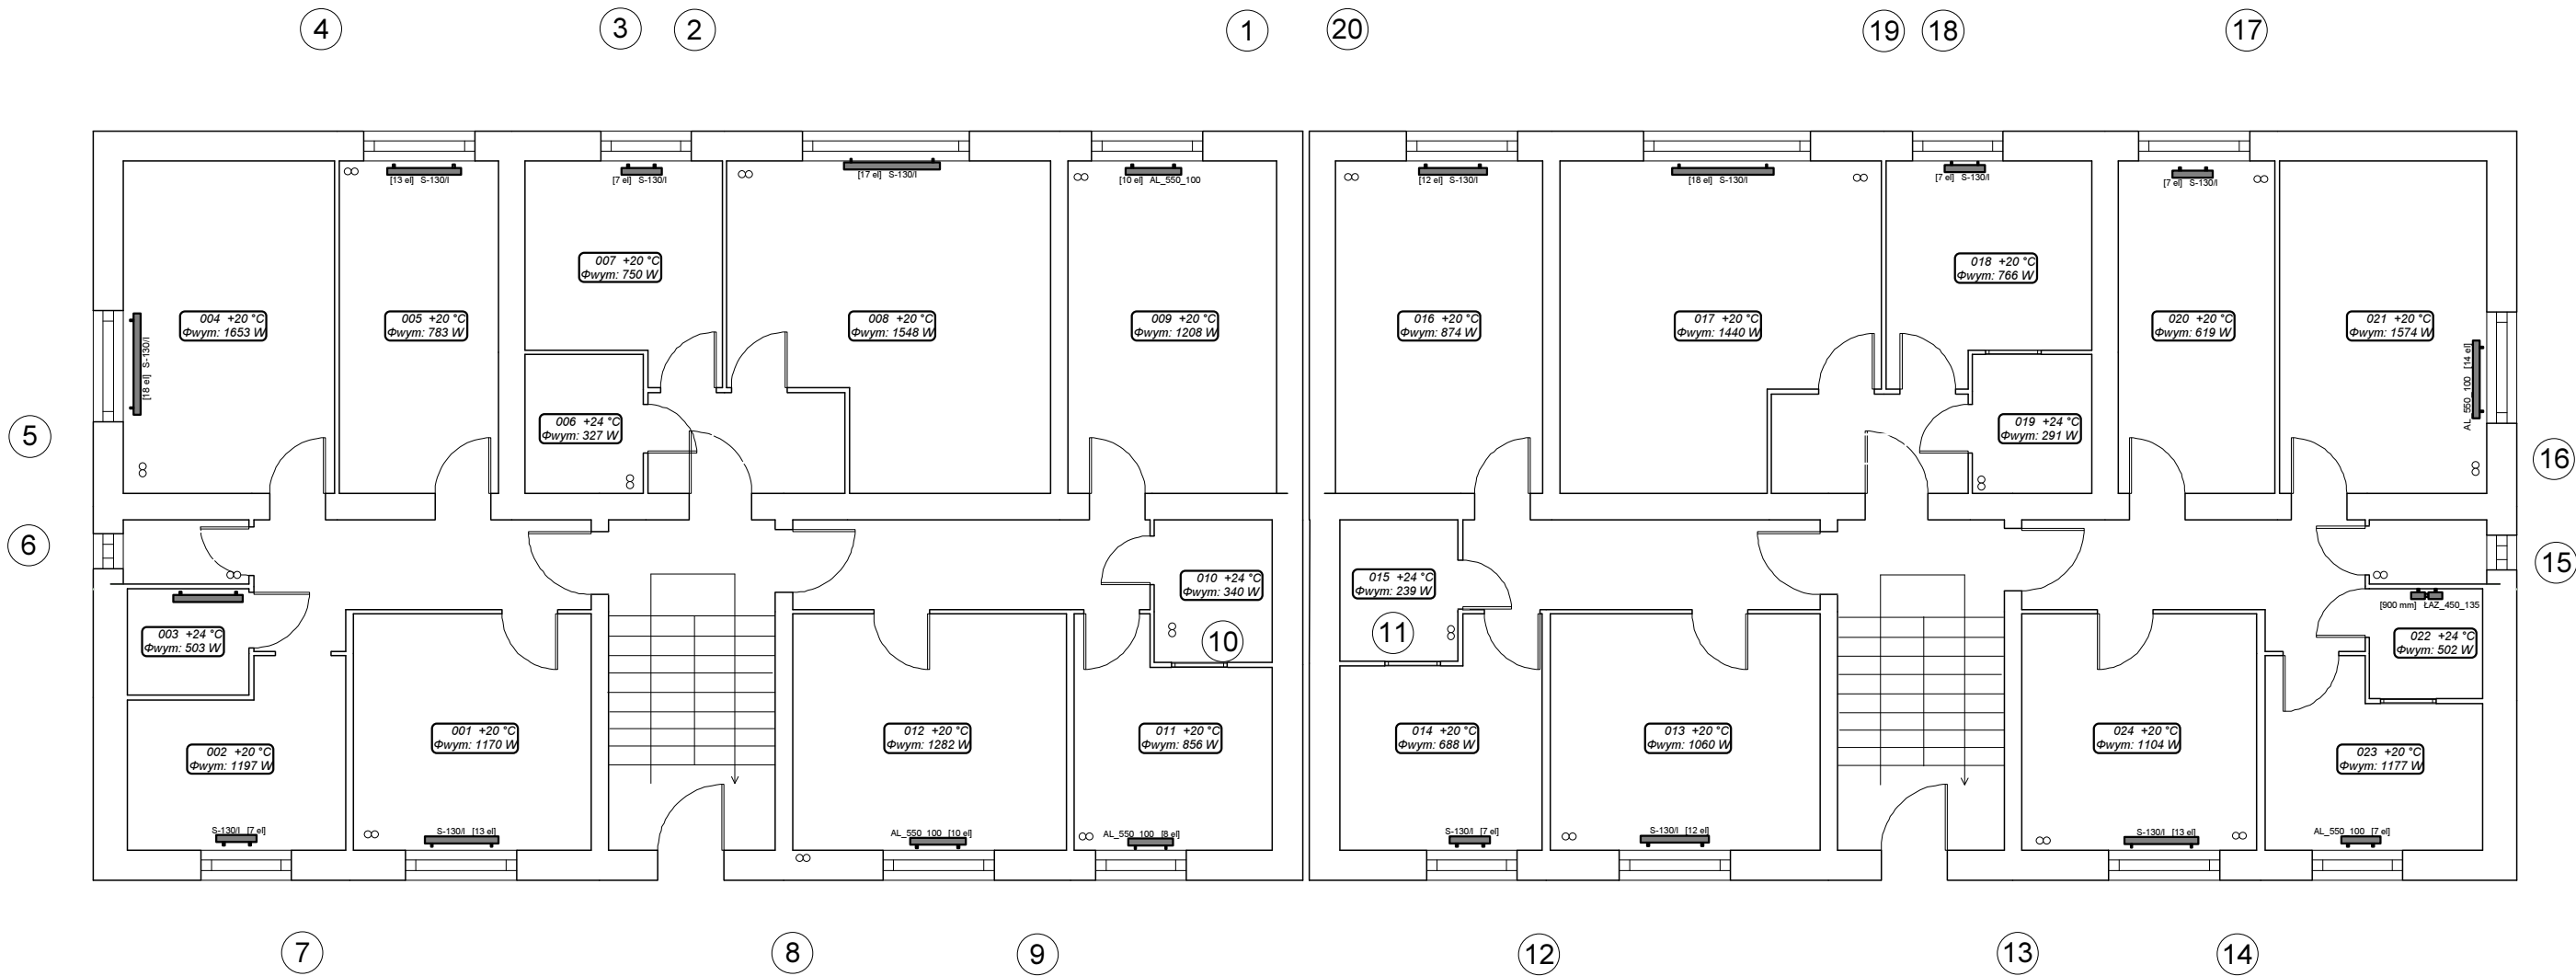 4
3
2
1
20
19
18
17
[13 el] S-130/I
[7 el] S-130/I
[17 el] S-130/I
[10 el] AL_550_100
[12 el] S-130/I
[18 el] S-130/I
[7 el] S-130/I
[7 el] S-130/I
007 +20 °C
Φwym: 750 W
018 +20 °C
Φwym: 766 W
004 +20 °C
Φwym: 1653 W
005 +20 °C
Φwym: 783 W
008 +20 °C
Φwym: 1548 W
009 +20 °C
Φwym: 1208 W
016 +20 °C
Φwym: 874 W
017 +20 °C
Φwym: 1440 W
020 +20 °C
Φwym: 619 W
021 +20 °C
Φwym: 1574 W
[18 el] S-130/I
AL_550_100 [14 el]
006 +24 °C
Φwym: 327 W
019 +24 °C
Φwym: 291 W
5
16
6
15
010 +24 °C
Φwym: 340 W
015 +24 °C
Φwym: 239 W
[900 mm] ŁAZ_450_135
003 +24 °C
Φwym: 503 W
10
11
022 +24 °C
Φwym: 502 W
002 +20 °C
Φwym: 1197 W
001 +20 °C
Φwym: 1170 W
012 +20 °C
Φwym: 1282 W
011 +20 °C
Φwym: 856 W
014 +20 °C
Φwym: 688 W
013 +20 °C
Φwym: 1060 W
024 +20 °C
Φwym: 1104 W
023 +20 °C
Φwym: 1177 W
S-130/I [7 el]
S-130/I [13 el]
AL_550_100 [10 el]
AL_550_100 [8 el]
S-130/I [7 el]
S-130/I [12 el]
S-130/I [13 el]
AL_550_100 [7 el]
7
8
9
12
13
14